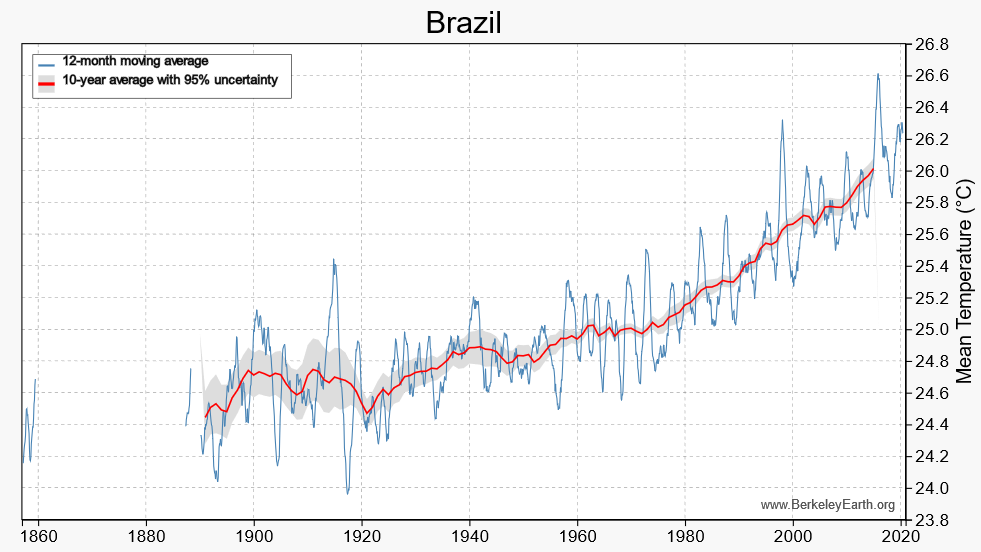 Brazil
12-month moving average
10-year average with 95% uncertainty
26.8
26.6
26.4
26.2
26.0
25.8
25.6
25.4
25.2
25.0
24.8
24.6
24.4
24.2
24.0
23.8
Mean Temperature (°C)
www.BerkeleyEarth.org
1860 1880 1900 1920 1940 1960 1980 2000 2020